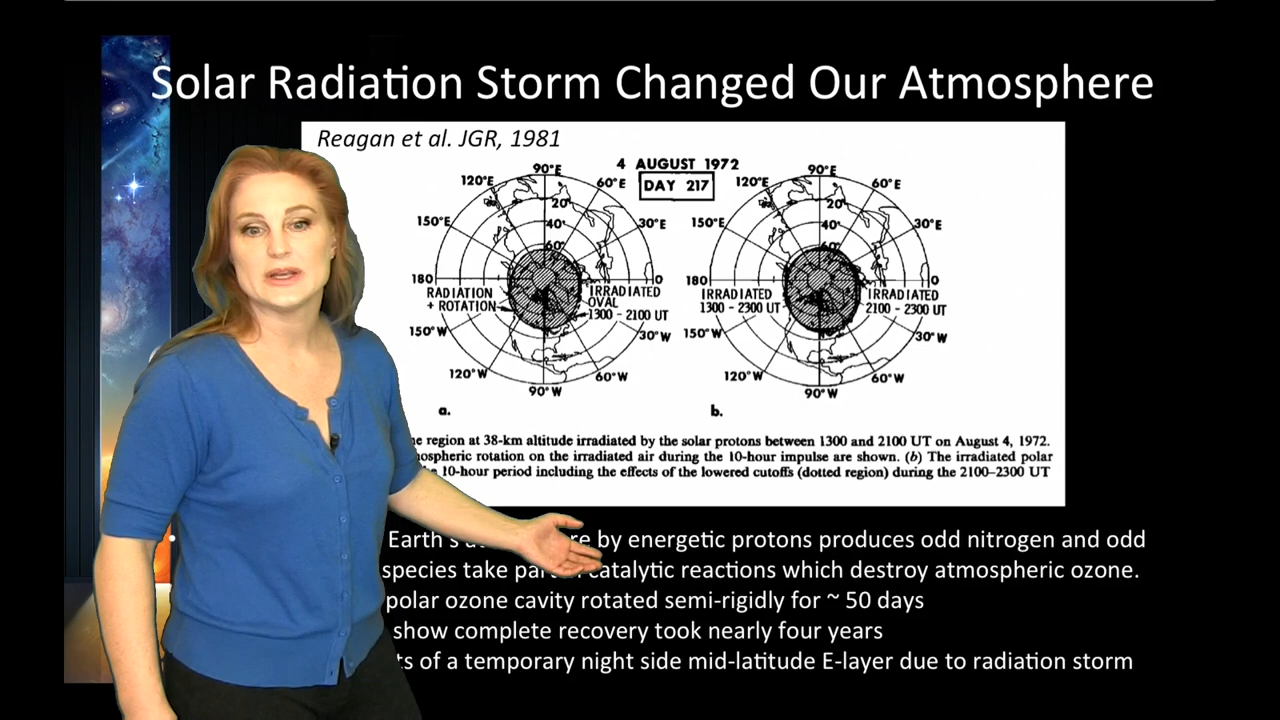 Solar Radiation Storm Changed Our Atmosphere
Reagan et al. JGR, 1981
4 AUGUST 1972
DAY 217
90°E
120°E
60°E
150°E
30°E
20°
40°
60°
180
0
RADIATION
+ ROTATION
IRRADIATED
OVAL
1300 - 2100 UT
150°W
30°W
120°W
60°W
90°W
a.
90°E
120°E
60°E
150°E
30°E
20°
40°
60°
180
0
IRRADIATED
1300 - 2300 UT
IRRADIATED
2100 - 2300 UT
150°W
30°W
120°W
60°W
90°W
b.
region at 38-km altitude irradiated by the solar protons between 1300 and 2100 UT on August 4, 1972.
rotation on the irradiated air during the 10-hour impulse are shown. (b) The irradiated polar
10-hour period including the effects of the lowered cutoffs (dotted region) during the 2100–2300 UT
Earth's by energetic protons produces odd nitrogen and odd
species take catalytic reactions which destroy atmospheric ozone.
polar ozone cavity rotated semi-rigidly for ~ 50 days
show complete recovery took nearly four years
of a temporary night side mid-latitude E-layer due to radiation storm